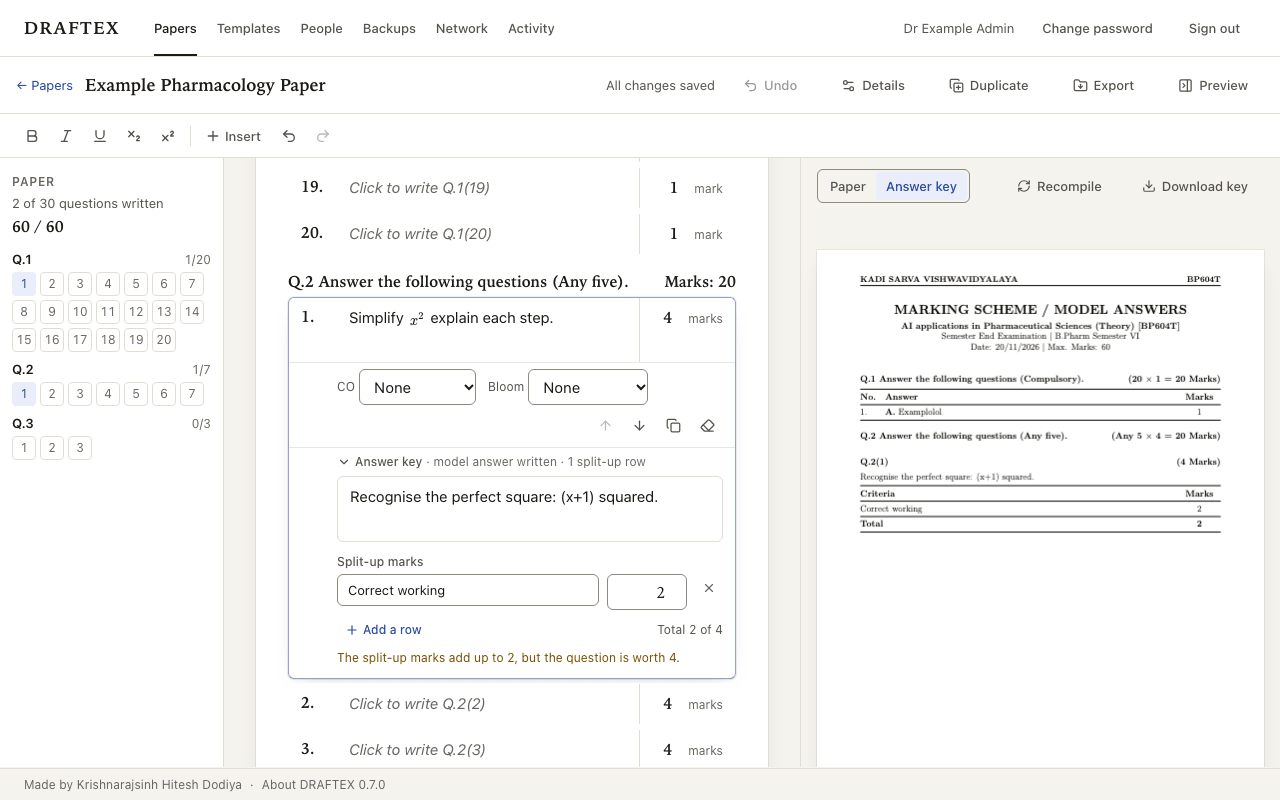 DRAFTEX Papers Templates People Backups Network Activity Dr Example Admin Change password Sign out
← Papers Example Pharmacology Paper All changes saved Undo Details Duplicate Export Preview
B I U x₂ x² + Insert
PAPER
2 of 30 questions written
60 / 60
Q.1 1/20
1 2 3 4 5 6 7
8 9 10 11 12 13 14
15 16 17 18 19 20
Q.2 1/7
1 2 3 4 5 6 7
Q.3 0/3
1 2 3
19. Click to write Q.1(19) 1 mark
20. Click to write Q.1(20) 1 mark
Q.2 Answer the following questions (Any five). Marks: 20
1. Simplify x² explain each step. 4 marks
CO None Bloom None
Answer key · model answer written · 1 split-up row
Recognise the perfect square: (x+1) squared.
Split-up marks
Correct working 2 ×
+ Add a row Total 2 of 4
The split-up marks add up to 2, but the question is worth 4.
2. Click to write Q.2(2) 4 marks
3. Click to write Q.2(3) 4 marks
Paper Answer key Recompile Download key
KADI SARVA VISHWAVIDYALAYA BP604T
MARKING SCHEME / MODEL ANSWERS
AI applications in Pharmaceutical Sciences (Theory) [BP604T]
Semester End Examination | B.Pharm Semester VI
Date: 20/11/2026 | Max. Marks: 60
Q.1 Answer the following questions (Compulsory). (20 × 1 = 20 Marks)
No. Answer Marks
1. A. Examplolol 1
Q.2 Answer the following questions (Any five). (Any 5 × 4 = 20 Marks)
Q.2(1) (4 Marks)
Recognise the perfect square: (x+1) squared.
Criteria Marks
Correct working 2
Total 2
Made by Krishnarajsinh Hitesh Dodiya · About DRAFTEX 0.7.0